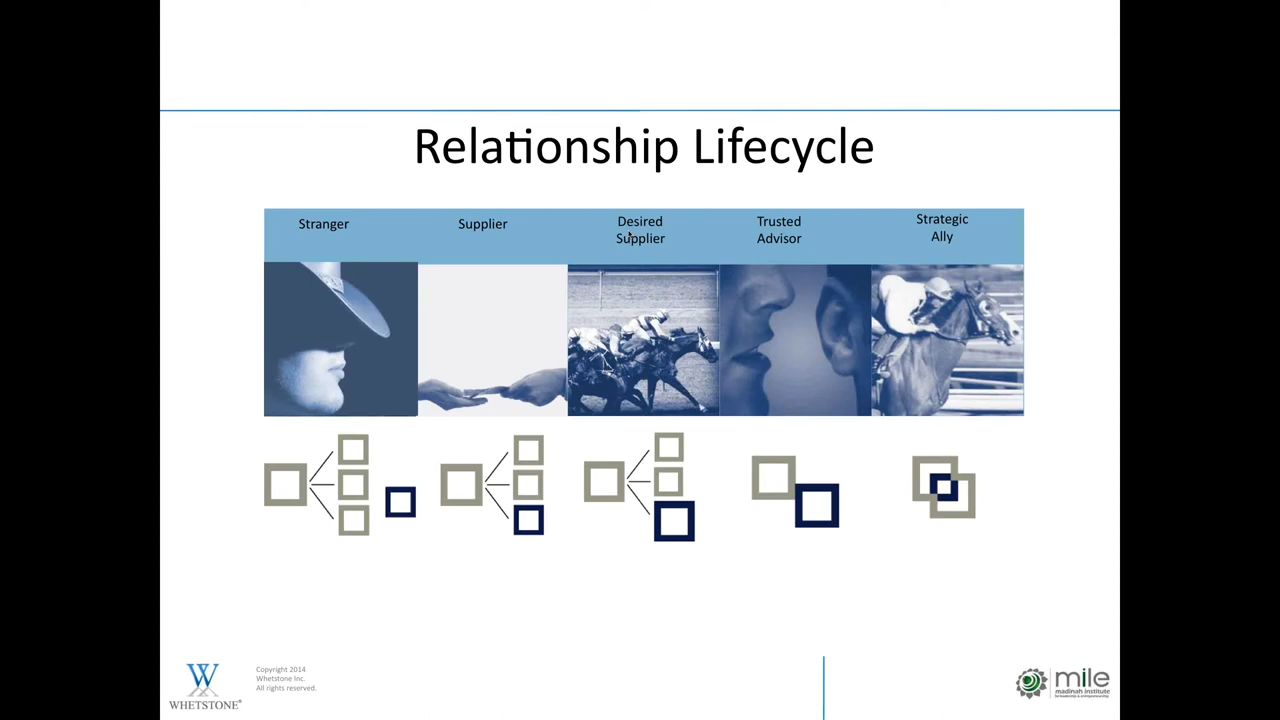 Relationship Lifecycle
Stranger
Supplier
Desired
Supplier
Trusted
Advisor
Strategic
Ally
W
WHETSTONE®
Copyright 2014
Whetstone Inc.
All rights reserved.
mile
madinah institute
for leadership & entrepreneurship